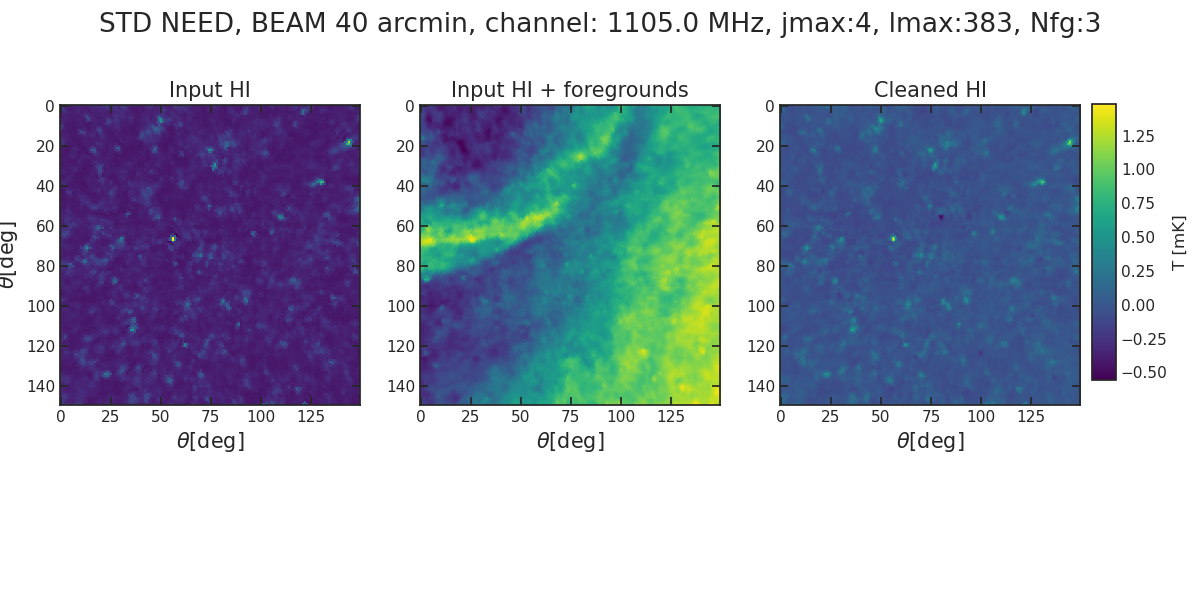 STD NEED, BEAM 40 arcmin, channel: 1105.0 MHz, jmax:4, lmax:383, Nfg:3
Input HI
Input HI + foregrounds
Cleaned HI
θ[deg]
0
20
40
60
80
100
120
140
0 25 50 75 100 125
θ[deg]
0
20
40
60
80
100
120
140
0 25 50 75 100 125
θ[deg]
0
20
40
60
80
100
120
140
0 25 50 75 100 125
θ[deg]
1.25
1.00
0.75
0.50
0.25
0.00
−0.25
−0.50
T [mK]